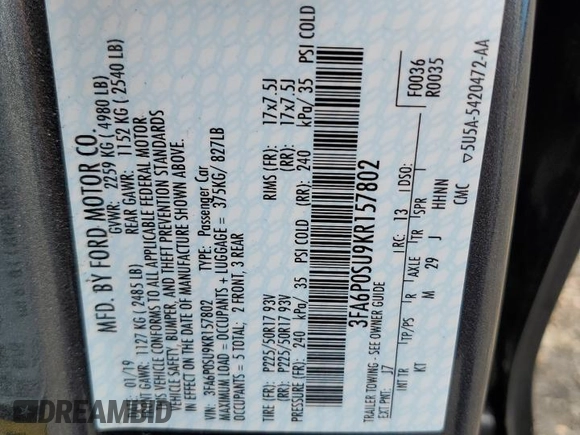 MFD. BY FORD MOTOR CO.
DATE: 01/19 GVWR: 2259 KG ( 4980 LB)
FRONT GAWR: 1127 KG ( 2485 LB) REAR GAWR: 1152 KG ( 2540 LB)
THIS VEHICLE CONFORMS TO ALL APPLICABLE FEDERAL MOTOR
VEHICLE SAFETY, BUMPER, AND THEFT PREVENTION STANDARDS
IN EFFECT ON THE DATE OF MANUFACTURE SHOWN ABOVE.
VIN: 3FA6P0SU9KR157802 TYPE: Passenger Car
MAXIMUM LOAD = OCCUPANTS + LUGGAGE = 375KG/ 827LB
OCCUPANTS = 5 TOTAL: 2 FRONT, 3 REAR
TIRE (FR): P225/50R17 93V RIMS (FR): 17x7.5J
(RR): P225/50R17 93V (RR): 17x7.5J
PRESSURE (FR): 240 kPa/ 35 PSI COLD (RR): 240 kPa/ 35 PSI COLD
3FA6P0SU9KR157802
TRAILER TOWING - SEE OWNER GUIDE
F0036
R0035
EXT PNT: 17 RC: 13 DSO:
INT TR TP/PS R AXLE TR SPR
KT M 29 J HHNN
CMC
▽5U5A-5420472-AA
DREAMBID